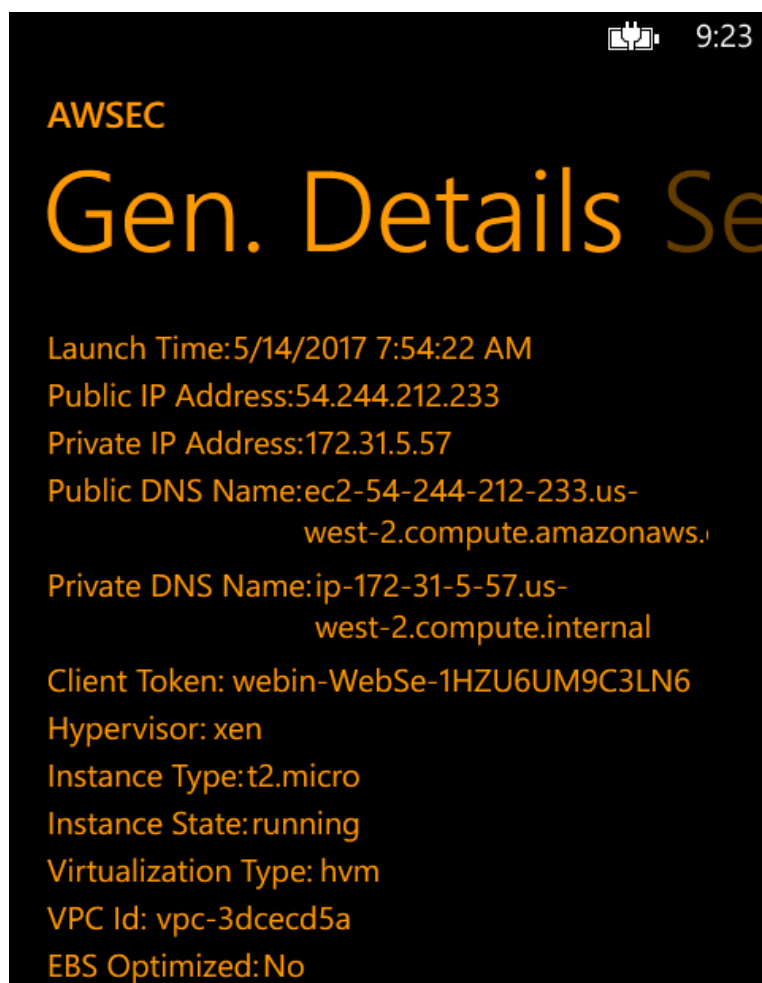 9:23
AWSEC
Gen. Details Se
Launch Time:5/14/2017 7:54:22 AM
Public IP Address:54.244.212.233
Private IP Address:172.31.5.57
Public DNS Name:ec2-54-244-212-233.us-
west-2.compute.amazonaws.
Private DNS Name:ip-172-31-5-57.us-
west-2.compute.internal
Client Token: webin-WebSe-1HZU6UM9C3LN6
Hypervisor: xen
Instance Type:t2.micro
Instance State:running
Virtualization Type: hvm
VPC Id: vpc-3dcecd5a
EBS Optimized:No